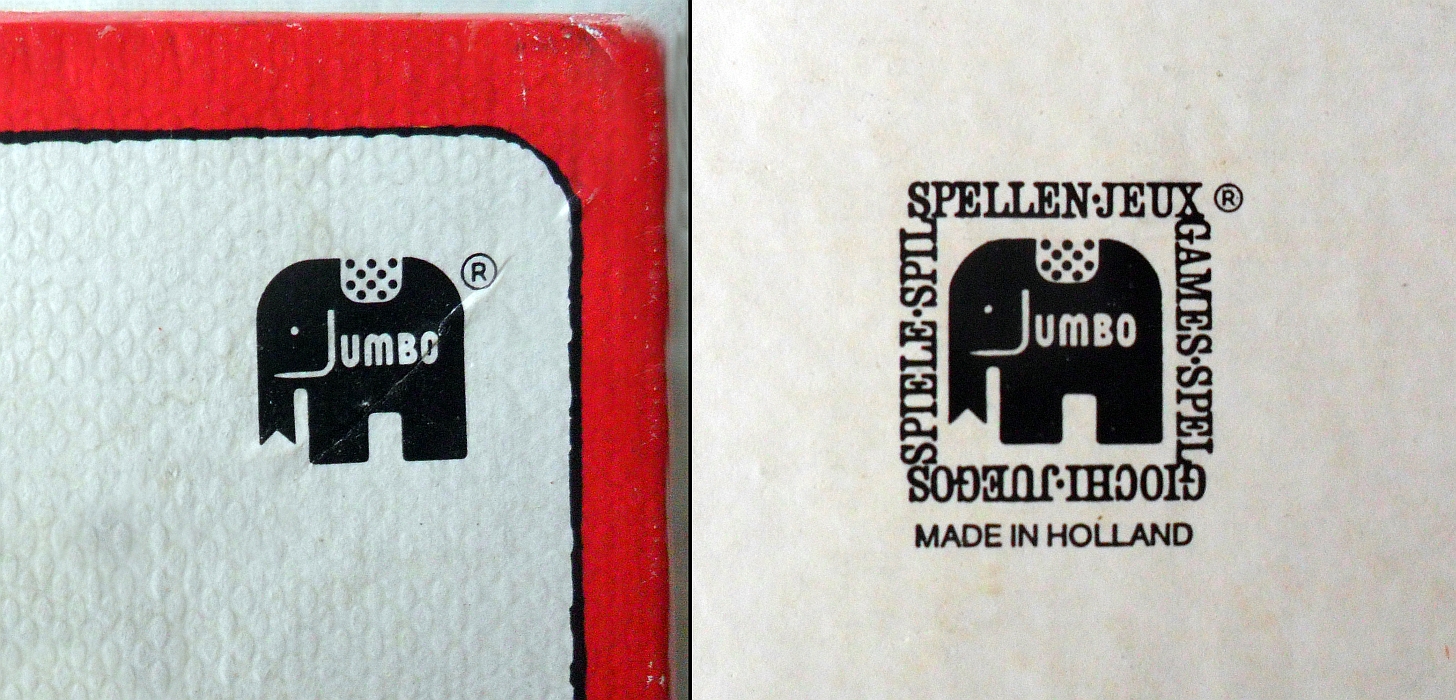 JUMBO ®
SPELLEN·JEUX ®
GAMES·SPEL
GIOCHI·JUEGOS
SPIELE·SPIL
JUMBO
MADE IN HOLLAND